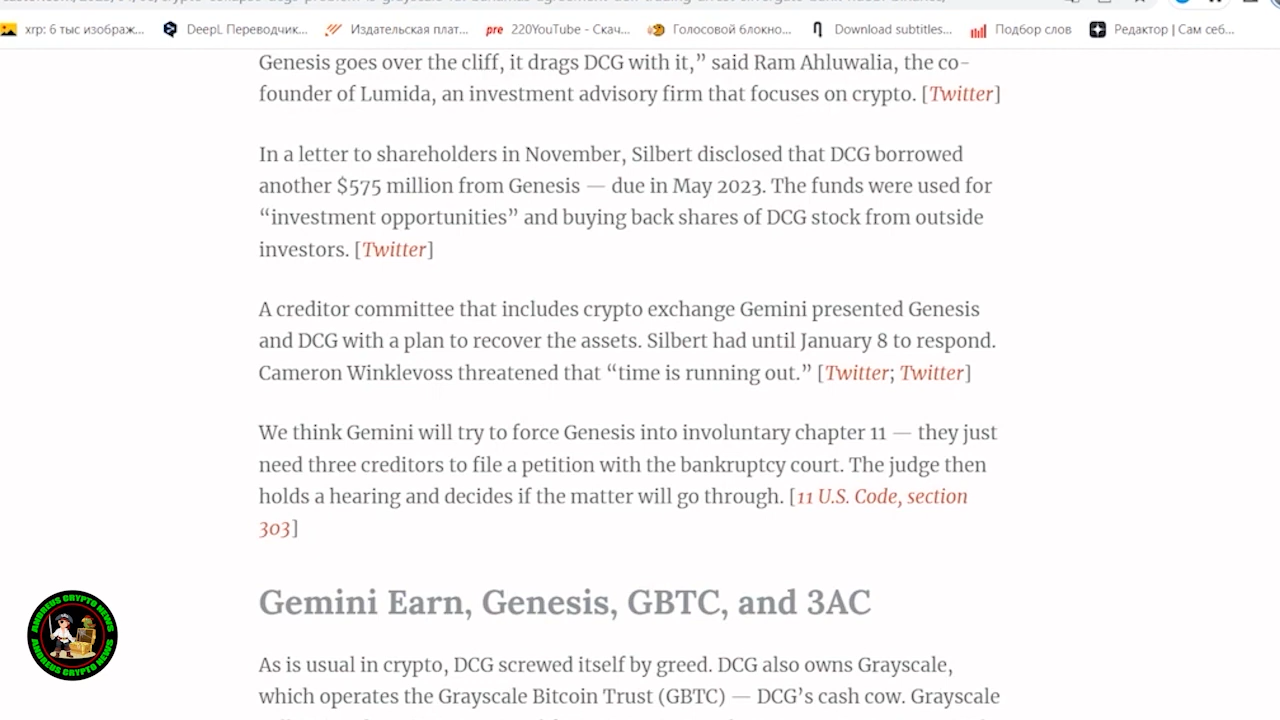 xrp: 6 тыс изображ...
DeepL Переводчик...
Издательская плат...
pre 220YouTube - Скач...
Голосовой блокно...
Download subtitles...
Подбор слов
Редактор | Сам себ...
Genesis goes over the cliff, it drags DCG with it,” said Ram Ahluwalia, the co-
founder of Lumida, an investment advisory firm that focuses on crypto. [Twitter]
In a letter to shareholders in November, Silbert disclosed that DCG borrowed
another $575 million from Genesis — due in May 2023. The funds were used for
“investment opportunities” and buying back shares of DCG stock from outside
investors. [Twitter]
A creditor committee that includes crypto exchange Gemini presented Genesis
and DCG with a plan to recover the assets. Silbert had until January 8 to respond.
Cameron Winklevoss threatened that “time is running out.” [Twitter; Twitter]
We think Gemini will try to force Genesis into involuntary chapter 11 — they just
need three creditors to file a petition with the bankruptcy court. The judge then
holds a hearing and decides if the matter will go through. [11 U.S. Code, section
303]
Gemini Earn, Genesis, GBTC, and 3AC
ANDREUS CRYPTO NEWS
ANDREUS CRYPTO NEWS
As is usual in crypto, DCG screwed itself by greed. DCG also owns Grayscale,
which operates the Grayscale Bitcoin Trust (GBTC) — DCG’s cash cow. Grayscale